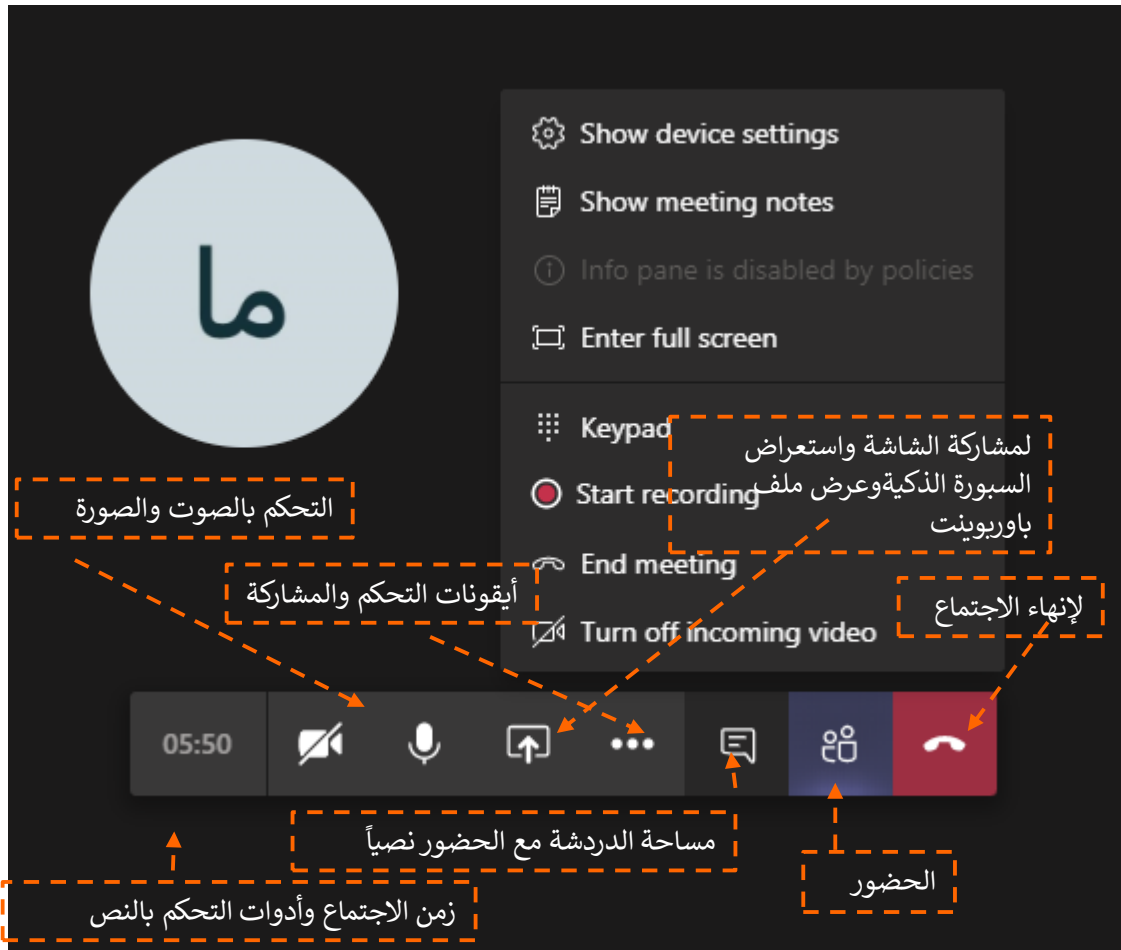 Show device settings
Show meeting notes
ما
Info pane is disabled by policies
Enter full screen
Keypad
لمشاركة الشاشة واستعراض
السبورة الذكيةوعرض ملف
باوربوينت
Start recording
التحكم بالصوت والصورة
End meeting
أيقونات التحكم والمشاركة
لإنهاء الاجتماع
Turn off incoming video
05:50
مساحة الدردشة مع الحضور نصياً
الحضور
زمن الاجتماع وأدوات التحكم بالنص